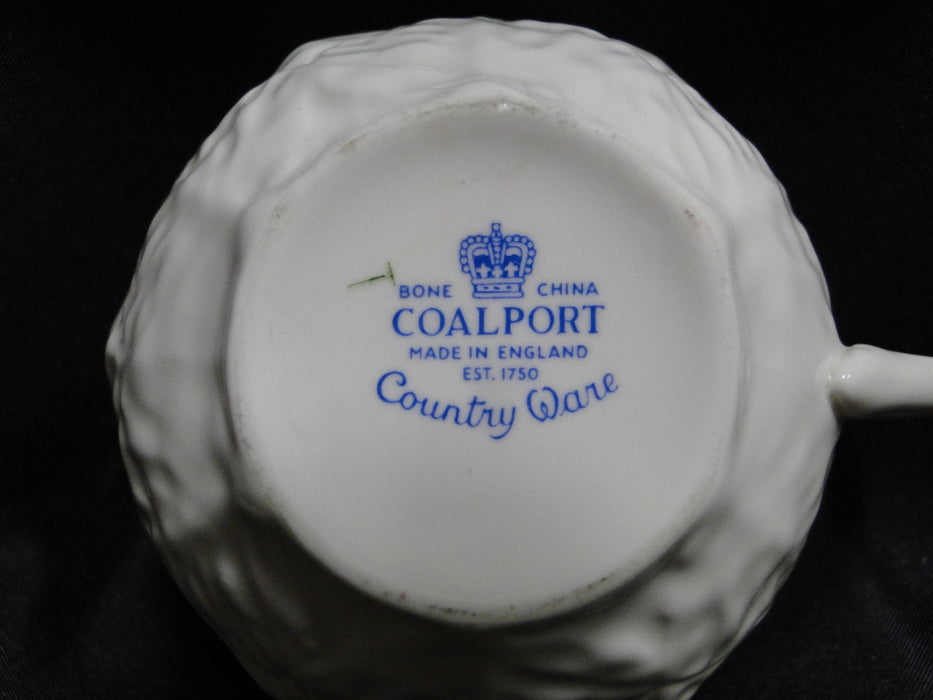 BONE CHINA
COALPORT
MADE IN ENGLAND
EST. 1750
Country Ware